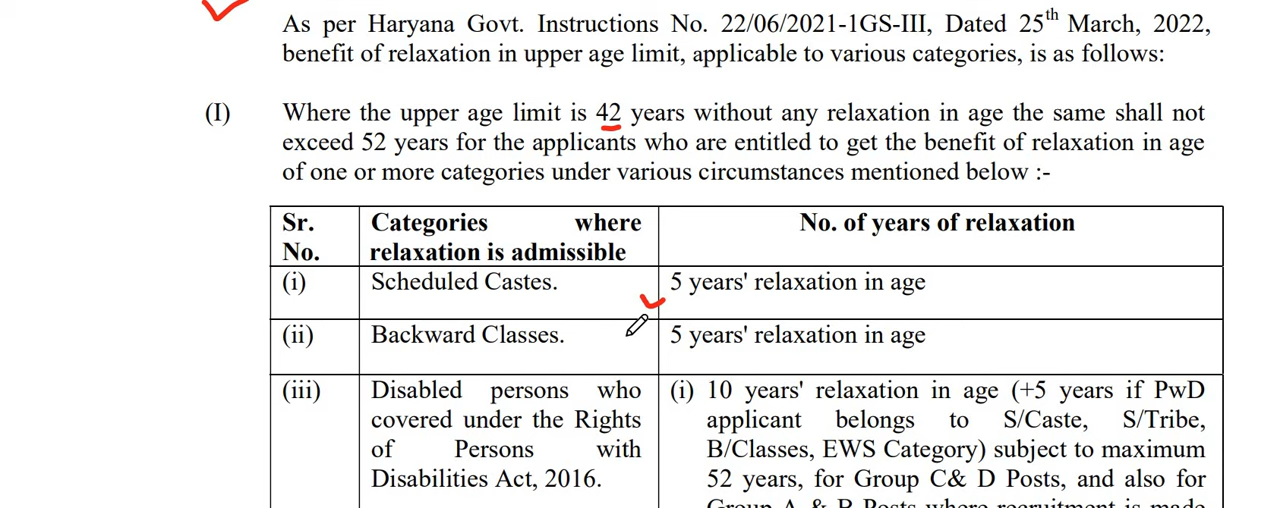 As per Haryana Govt. Instructions No. 22/06/2021-1GS-III, Dated 25th March, 2022,
benefit of relaxation in upper age limit, applicable to various categories, is as follows:
(I) Where the upper age limit is 42 years without any relaxation in age the same shall not
exceed 52 years for the applicants who are entitled to get the benefit of relaxation in age
of one or more categories under various circumstances mentioned below :-
Sr. No.
Categories where relaxation is admissible
No. of years of relaxation
(i) Scheduled Castes. 5 years' relaxation in age
(ii) Backward Classes. 5 years' relaxation in age
(iii)
Disabled persons who
covered under the Rights
of Persons with
Disabilities Act, 2016.
(i) 10 years' relaxation in age (+5 years if PwD
applicant belongs to S/Caste, S/Tribe,
B/Classes, EWS Category) subject to maximum
52 years, for Group C& D Posts, and also for
Group A & B Posts where recruitment is made